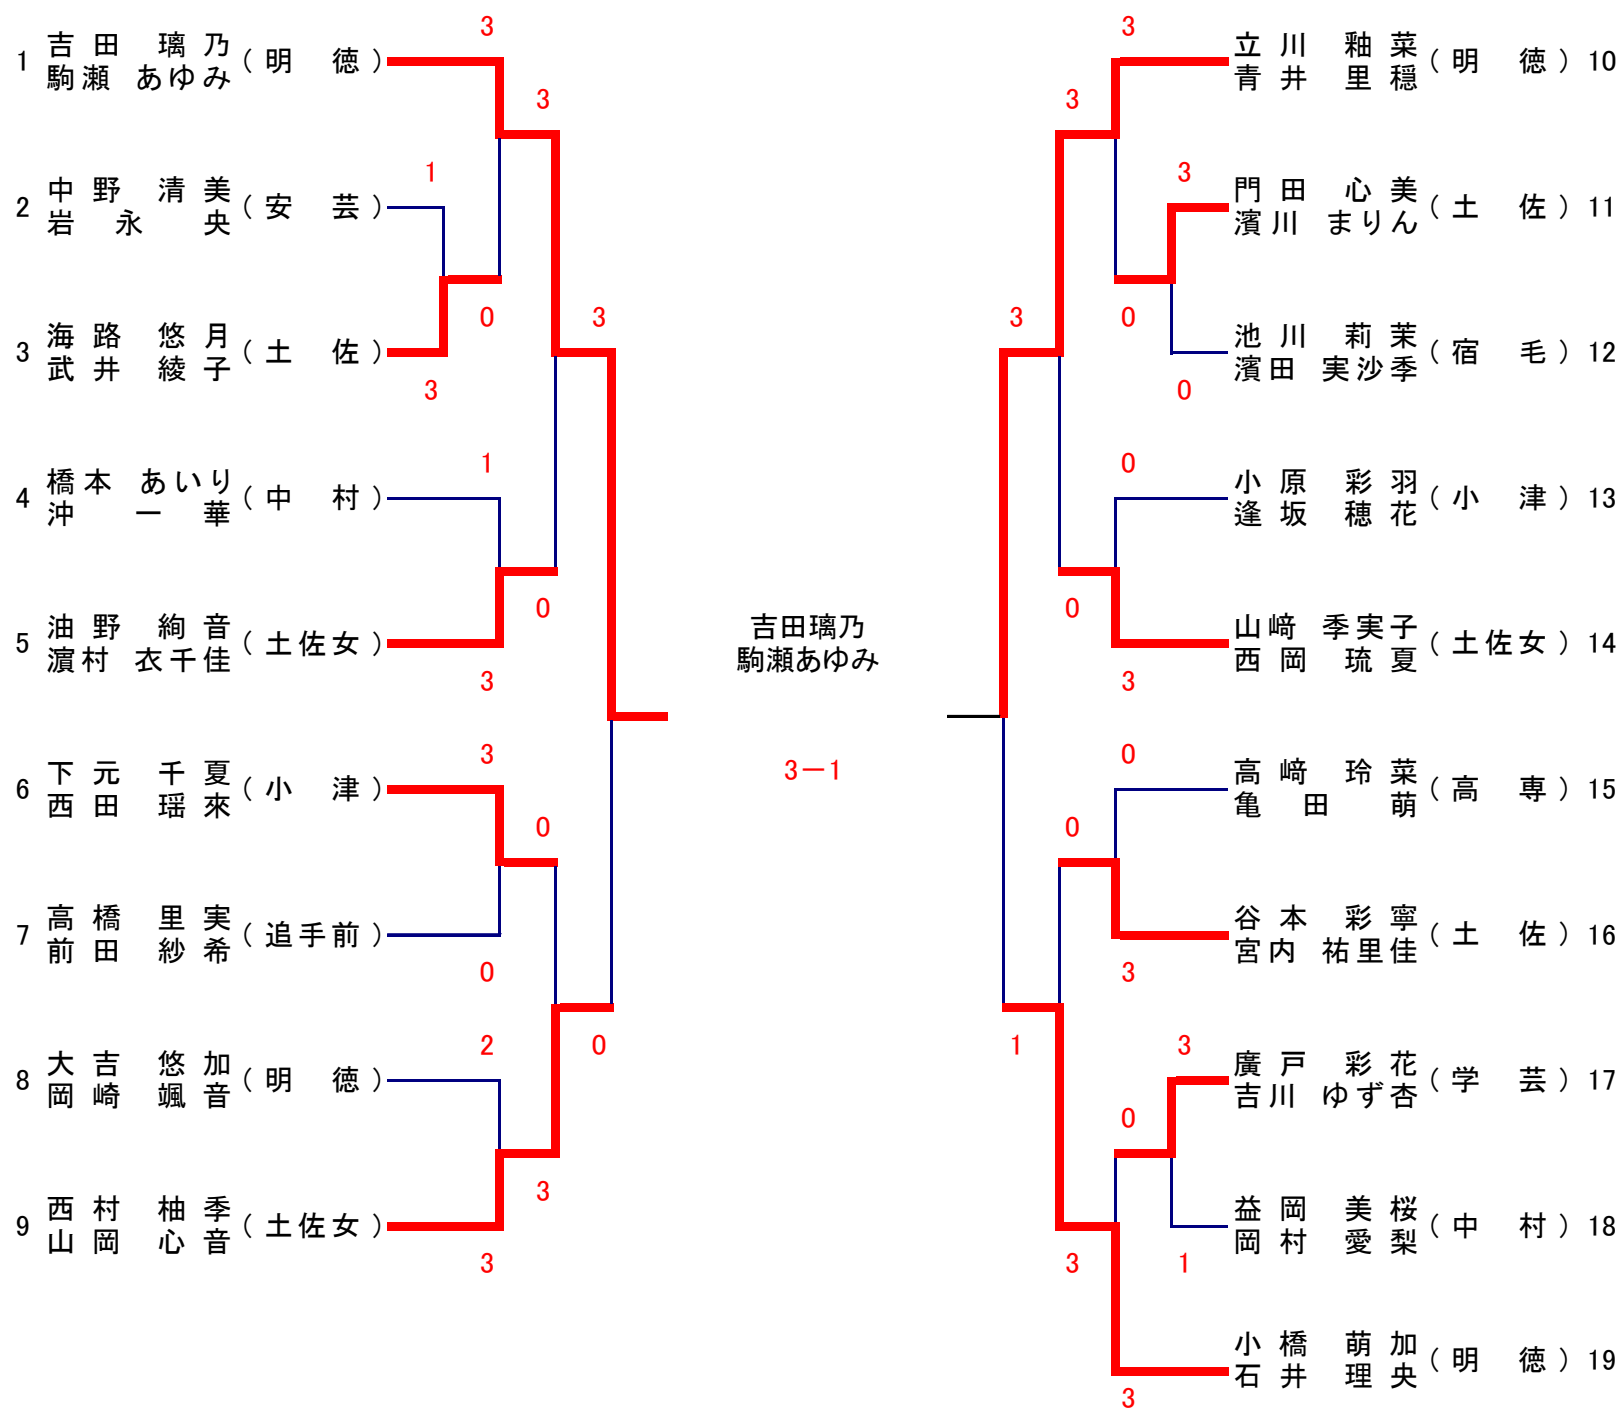 3
1 吉田 璃乃 (明 徳)
駒瀬 あゆみ
3
1
2 中野 清美 (安 芸)
岩永 央
0
3
3 海路 悠月 (土 佐)
武井 綾子
3
1
4 橋本 あいり (中 村)
沖 一華
0
5 油野 絢音 (土佐女)
濵村 衣千佳
3
3
6 下元 千夏 (小 津)
西田 瑶來
0
7 高橋 里実 (追手前)
前田 紗希
0
2
0
8 大吉 悠加 (明 徳)
岡崎 颯音
3
9 西村 柚季 (土佐女)
山岡 心音
3
吉田璃乃
駒瀬あゆみ
3－1
3
立川 釉菜 (明 徳) 10
青井 里穏
3
3
門田 心美 (土 佐) 11
濱川 まりん
3
0
池川 莉茉 (宿 毛) 12
濱田 実沙季
0
0
小原 彩羽 (小 津) 13
逢坂 穂花
0
山﨑 季実子 (土佐女) 14
西岡 琉夏
3
0
高﨑 玲菜 (高 専) 15
亀田 萌
0
谷本 彩寧 (土 佐) 16
宮内 祐里佳
3
1
3
廣戸 彩花 (学 芸) 17
吉川 ゆず杏
0
益岡 美桜 (中 村) 18
岡村 愛梨
3
1
小橋 萌加 (明 徳) 19
石井 理央
3